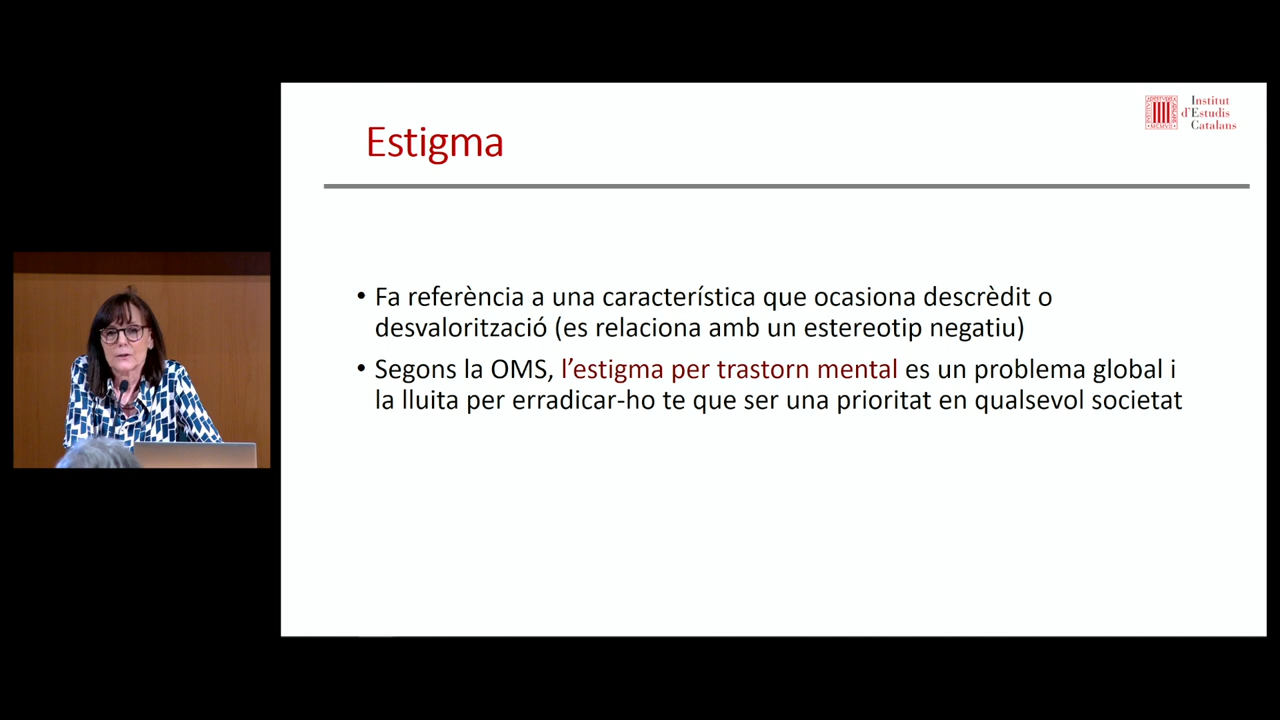 Institut
d'Estudis
Catalans
Estigma
• Fa referència a una característica que ocasiona descrèdit o
desvalorització (es relaciona amb un estereotip negatiu)
• Segons la OMS, l’estigma per trastorn mental es un problema global i
la lluita per erradicar-ho te que ser una prioritat en qualsevol societat